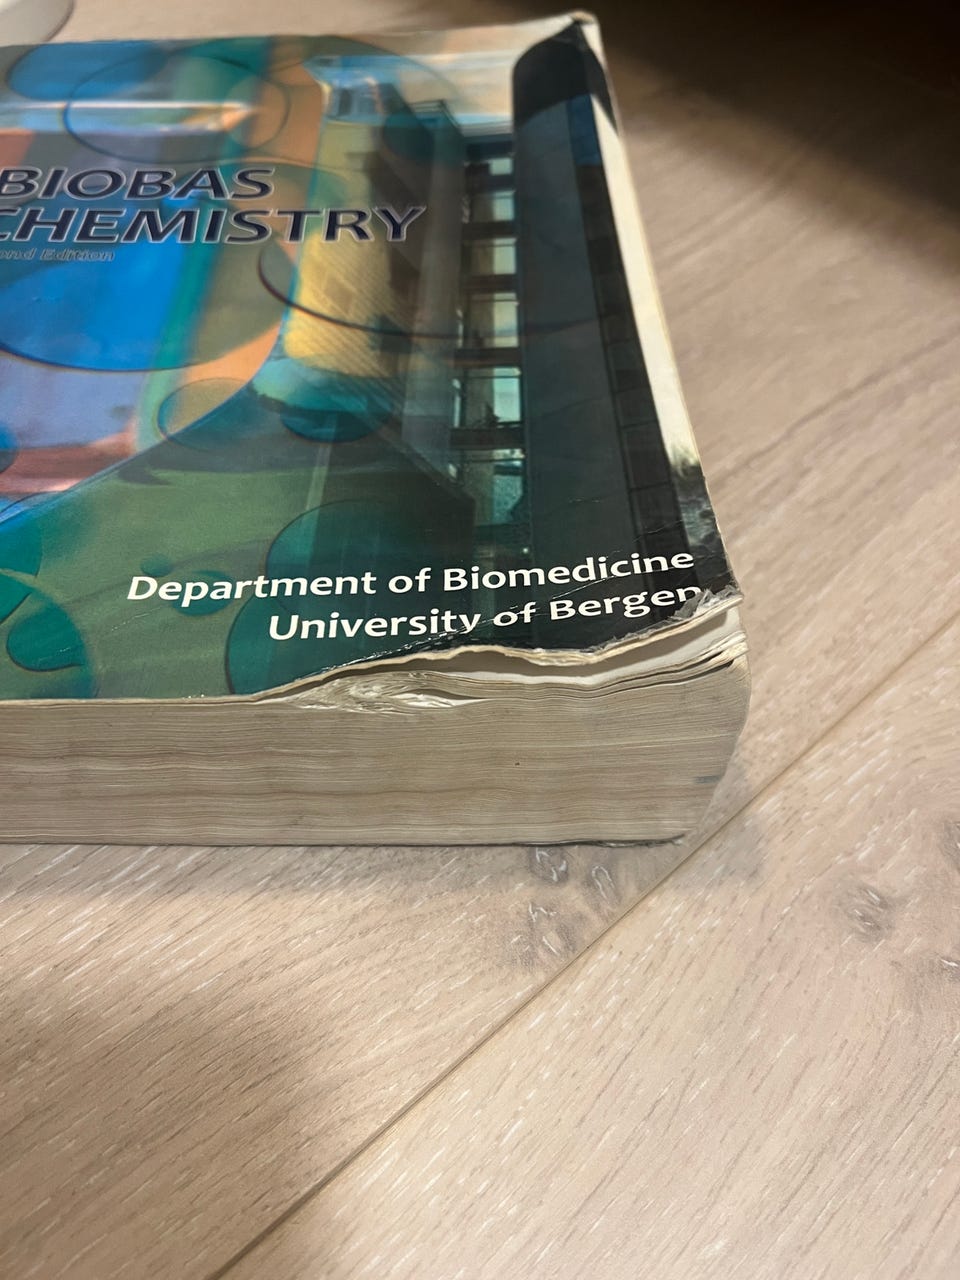 BIOBAS
CHEMISTRY
ond Edition
Department of Biomedicine
University of Bergen